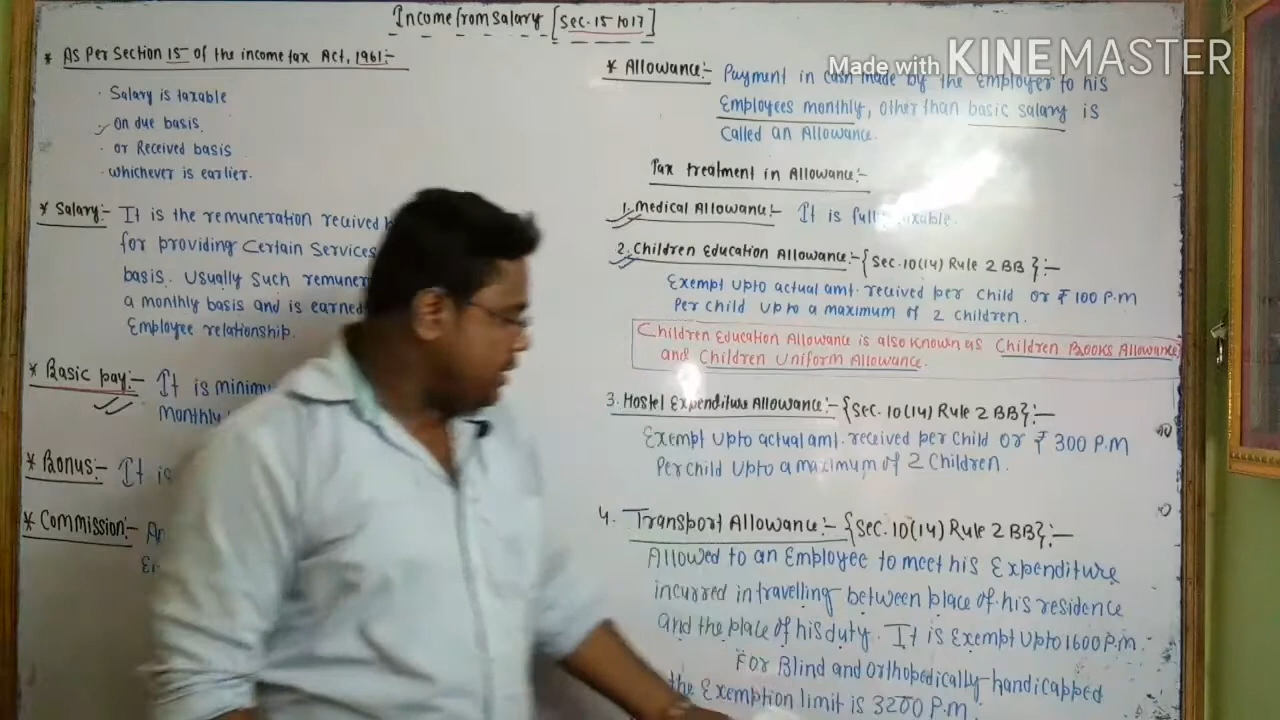 Income from salary [Sec. 15 to 17]
* As Per Section 15 of the income tax Act, 1961:-
· Salary is taxable
· on due basis.
· or Received basis
· whichever is earlier.
* Salary:- It is the remuneration received
for providing Certain Services
basis. Usually such
a monthly basis and is earned
Employee relationship.
* Basic pay:- It is
monthly
* Bonus:- It is
* Commission:-
Made with KINEMASTER
* Allowance:- Payment in cash made by the Employer to his
Employees monthly, other than basic salary is
called an Allowance.
Tax treatment in Allowance:-
1. Medical Allowance:- It is fully taxable.
2. Children Education Allowance:- {Sec. 10(14) Rule 2 BB}:-
Exempt upto actual amt. received per child or ₹ 100 P.M
Per child upto a maximum of 2 children.
Children Education Allowance is also known as Children Books Allowance
and Children Uniform Allowance.
3. Hostel Expenditure Allowance:- {Sec. 10(14) Rule 2 BB}:-
Exempt upto actual amt. received per child or ₹ 300 P.M
Per child upto a maximum of 2 Children.
4. Transport Allowance:- {Sec. 10(14) Rule 2 BB}:-
Allowed to an Employee to meet his Expenditure
incurred in travelling between place of his residence
and the place of his duty. It is Exempt upto 1600 P.m.
For Blind and orthopedically handicapped
the Exemption limit is 3200 P.M.